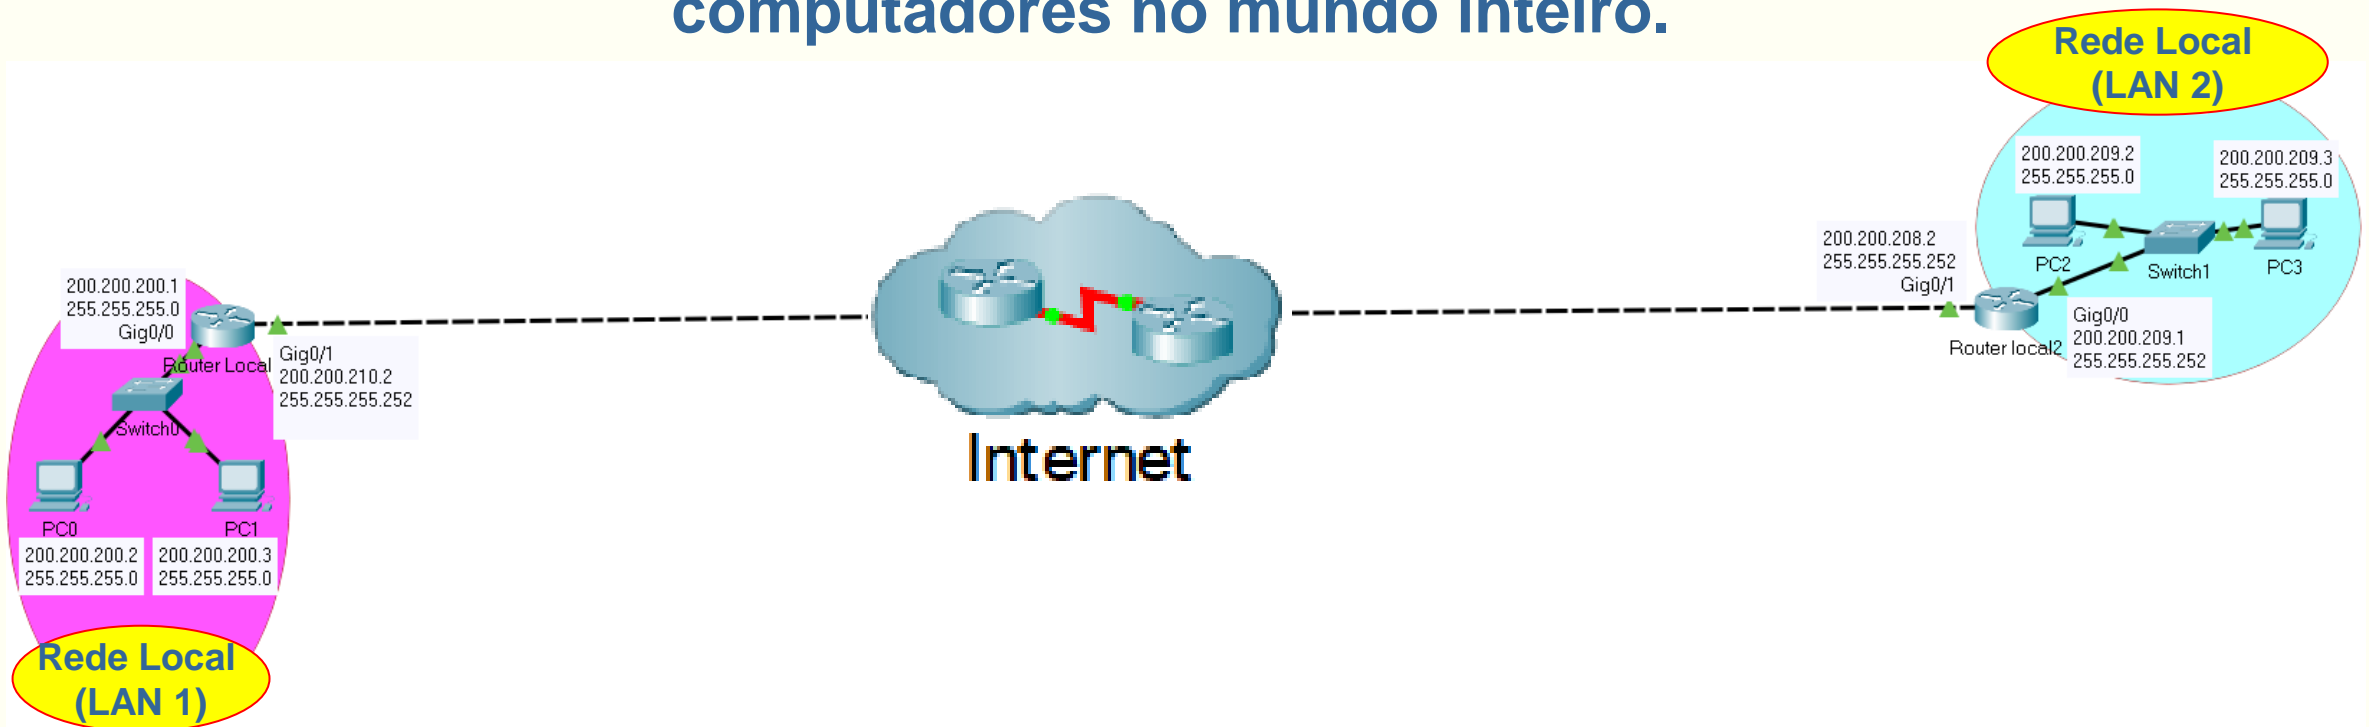 computadores no mundo inteiro.
Rede Local
(LAN 2)
200.200.209.2
255.255.255.0
200.200.209.3
255.255.255.0
PC2
Switch1
PC3
200.200.208.2
255.255.255.252
Gig0/1
Router local2
Gig0/0
200.200.209.1
255.255.255.252
Internet
200.200.200.1
255.255.255.0
Gig0/0
Router Local
Gig0/1
200.200.210.2
255.255.255.252
Switch0
PC0
PC1
200.200.200.2
255.255.255.0
200.200.200.3
255.255.255.0
Rede Local
(LAN 1)